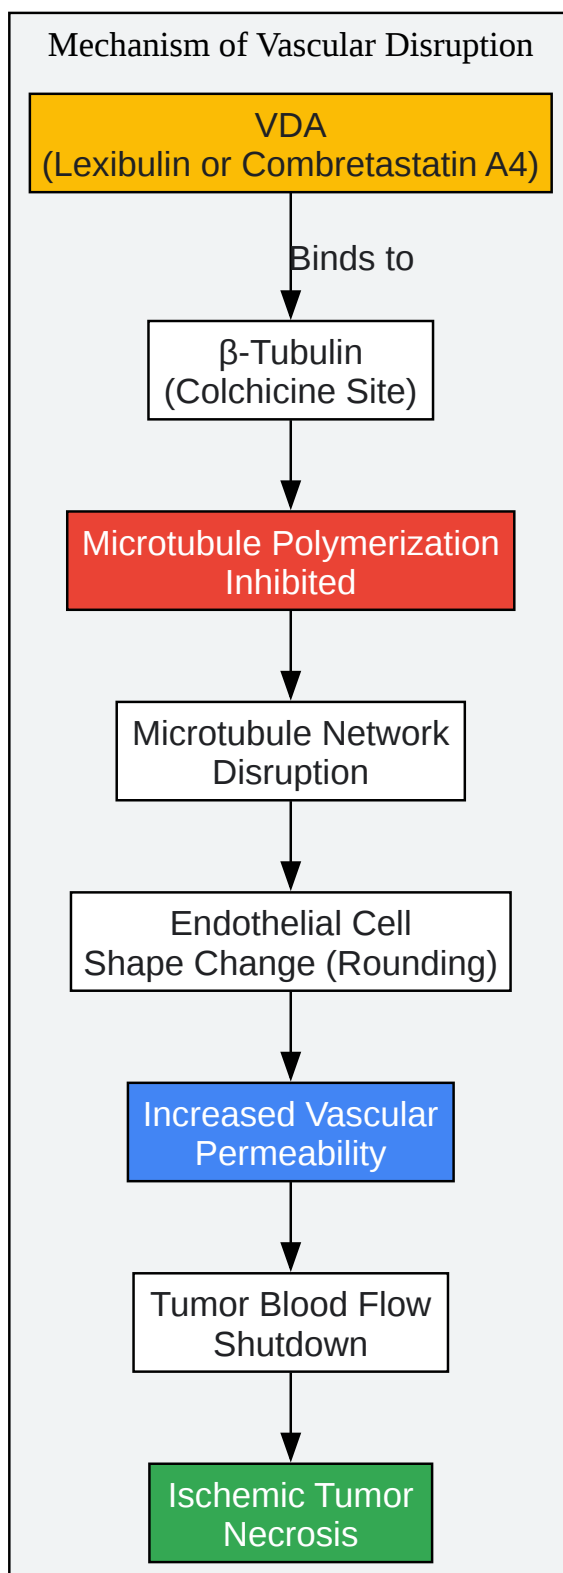 Mechanism of Vascular Disruption
VDA
(Lexibulin or Combretastatin A4)
Binds to
β-Tubulin
(Colchicine Site)
Microtubule Polymerization
Inhibited
Microtubule Network
Disruption
Endothelial Cell
Shape Change (Rounding)
Increased Vascular
Permeability
Tumor Blood Flow
Shutdown
Ischemic Tumor
Necrosis